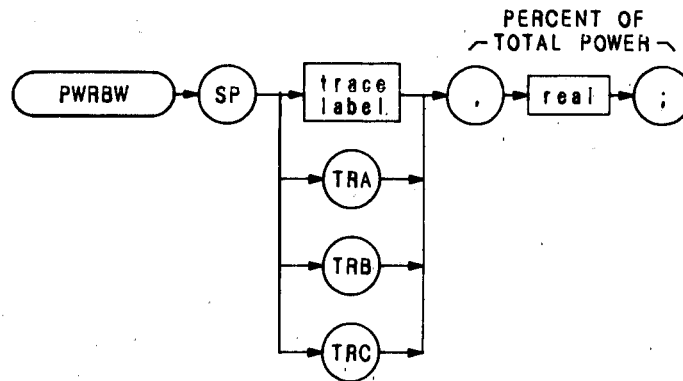 PERCENT OF
TOTAL POWER
PWRBW
SP
trace
label
,
real
;
TRA
TRB
TRC